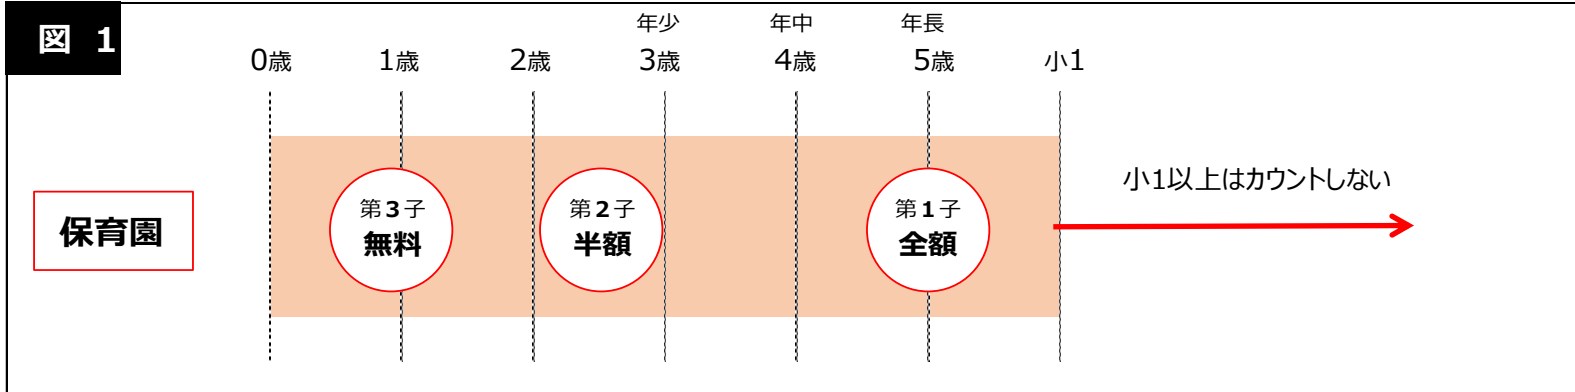 図 1
年少 年中 年長
0歳 1歳 2歳 3歳 4歳 5歳 小1
小1以上はカウントしない
保育園
第3子
無料
第2子
半額
第1子
全額